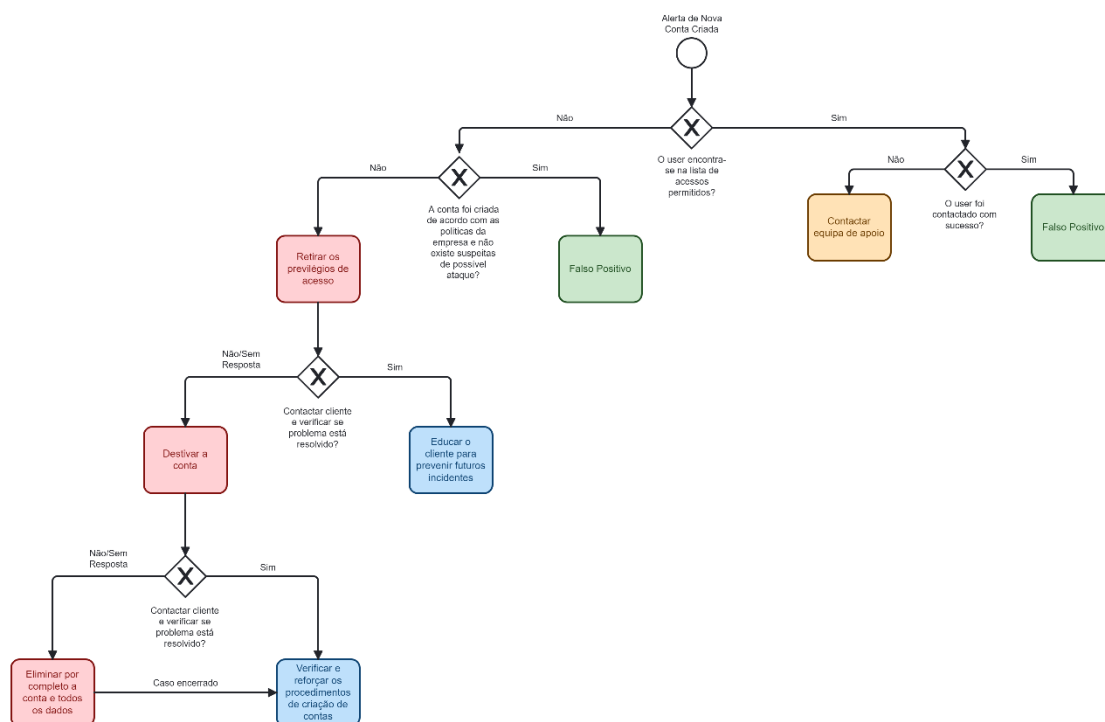 Alerta de Nova
Conta Criada
Não
Sim
O user encontra-
se na lista de
acessos
permitidos?
Não
Sim
Não
Sim
A conta foi criada
de acordo com as
politicas da
empresa e não
existe suspeitas
de possivel
ataque?
O user foi
contactado com
sucesso?
Retirar os
previlégios de
acesso
Falso Positivo
Contactar
equipa de apoio
Falso Positivo
Não/Sem
Resposta
Sim
Contactar cliente
e verificar se
problema está
resolvido?
Destivar a
conta
Educar o
cliente para
prevenir futuros
incidentes
Não/Sem
Resposta
Sim
Contactar cliente
e verificar se
problema está
resolvido?
Eliminar por
completo a
conta e todos
os dados
Caso encerrado
Verificar e
reforçar os
procedimentos
de criação de
contas